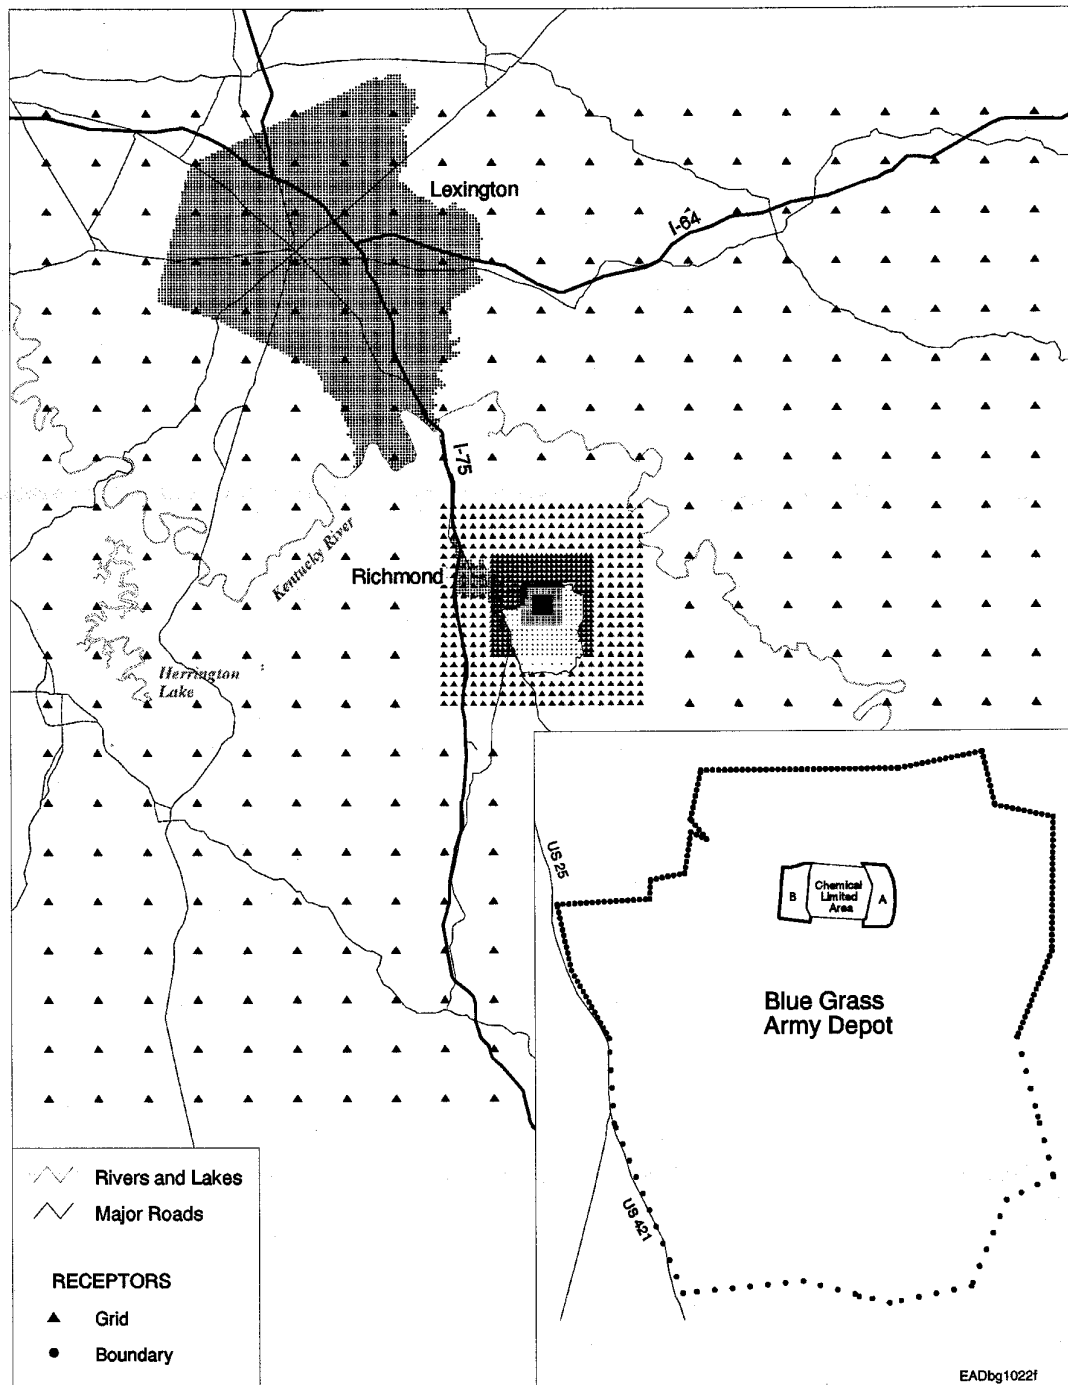 Lexington
I-64
I-75
Kentucky River
Richmond
Herrington
Lake
US 25
B
Chemical
Limited
Area
A
Blue Grass
Army Depot
US 421
Rivers and Lakes
Major Roads
RECEPTORS
Grid
Boundary
EADbg1022f